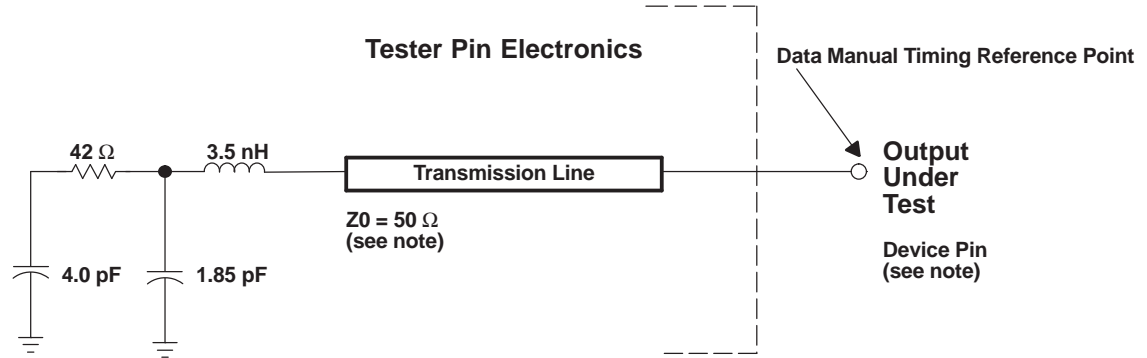 Tester Pin Electronics
Data Manual Timing Reference Point
42 Ω
3.5 nH
Transmission Line
Output
Under
Test
Z0 = 50 Ω
(see note)
Device Pin
(see note)
4.0 pF
1.85 pF